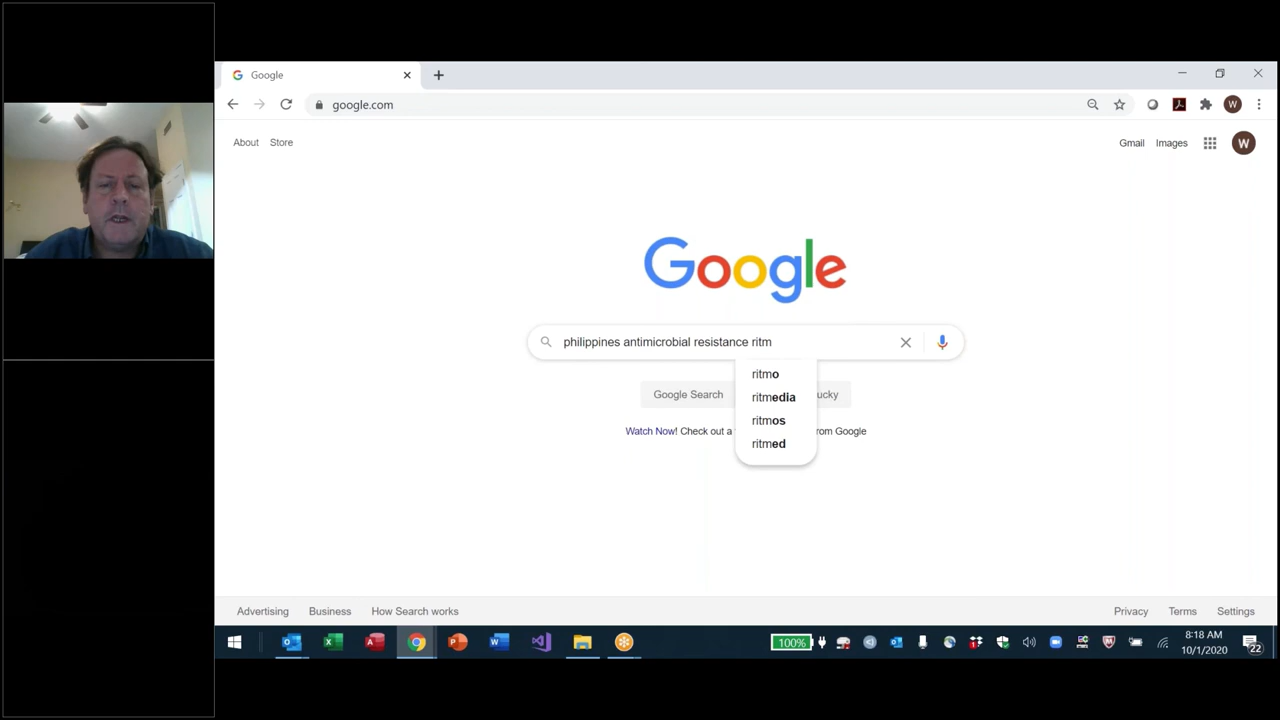 Google
google.com
W
About Store
Gmail Images
W
Google
philippines antimicrobial resistance ritm
ritmo
ritmedia
ritmos
ritmed
Google Search
ucky
Watch Now! Check out a
from Google
Advertising Business How Search works
Privacy Terms Settings
100%
8:18 AM
10/1/2020
22